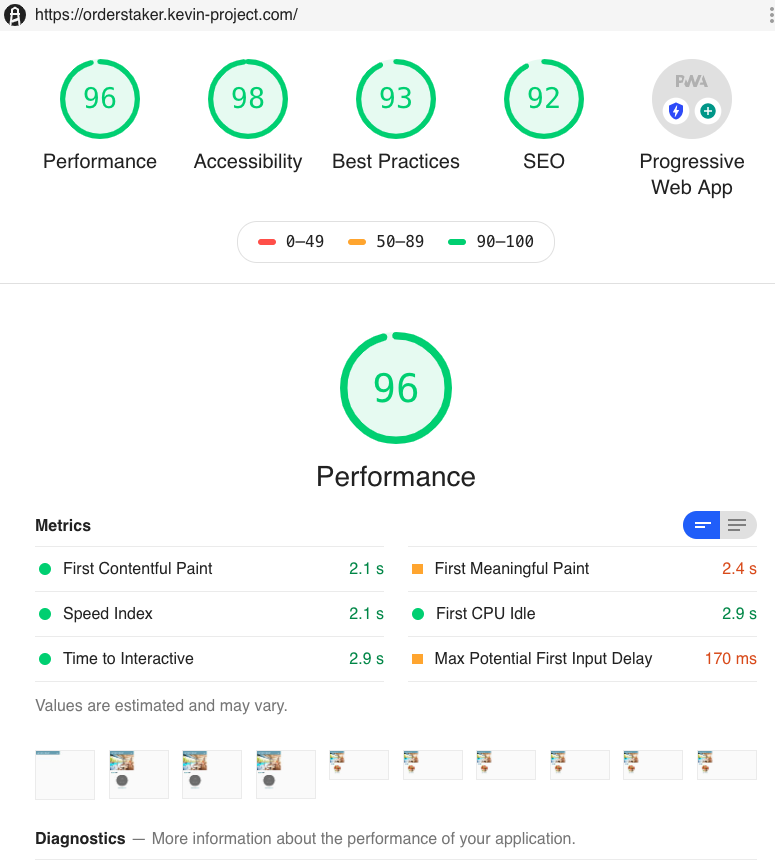 https://orderstaker.kevin-project.com/
96 98 93 92 PWA
Performance Accessibility Best Practices SEO Progressive Web App
0–49 50–89 90–100
96
Performance
Metrics
First Contentful Paint 2.1 s First Meaningful Paint 2.4 s
Speed Index 2.1 s First CPU Idle 2.9 s
Time to Interactive 2.9 s Max Potential First Input Delay 170 ms
Values are estimated and may vary.
Diagnostics — More information about the performance of your application.